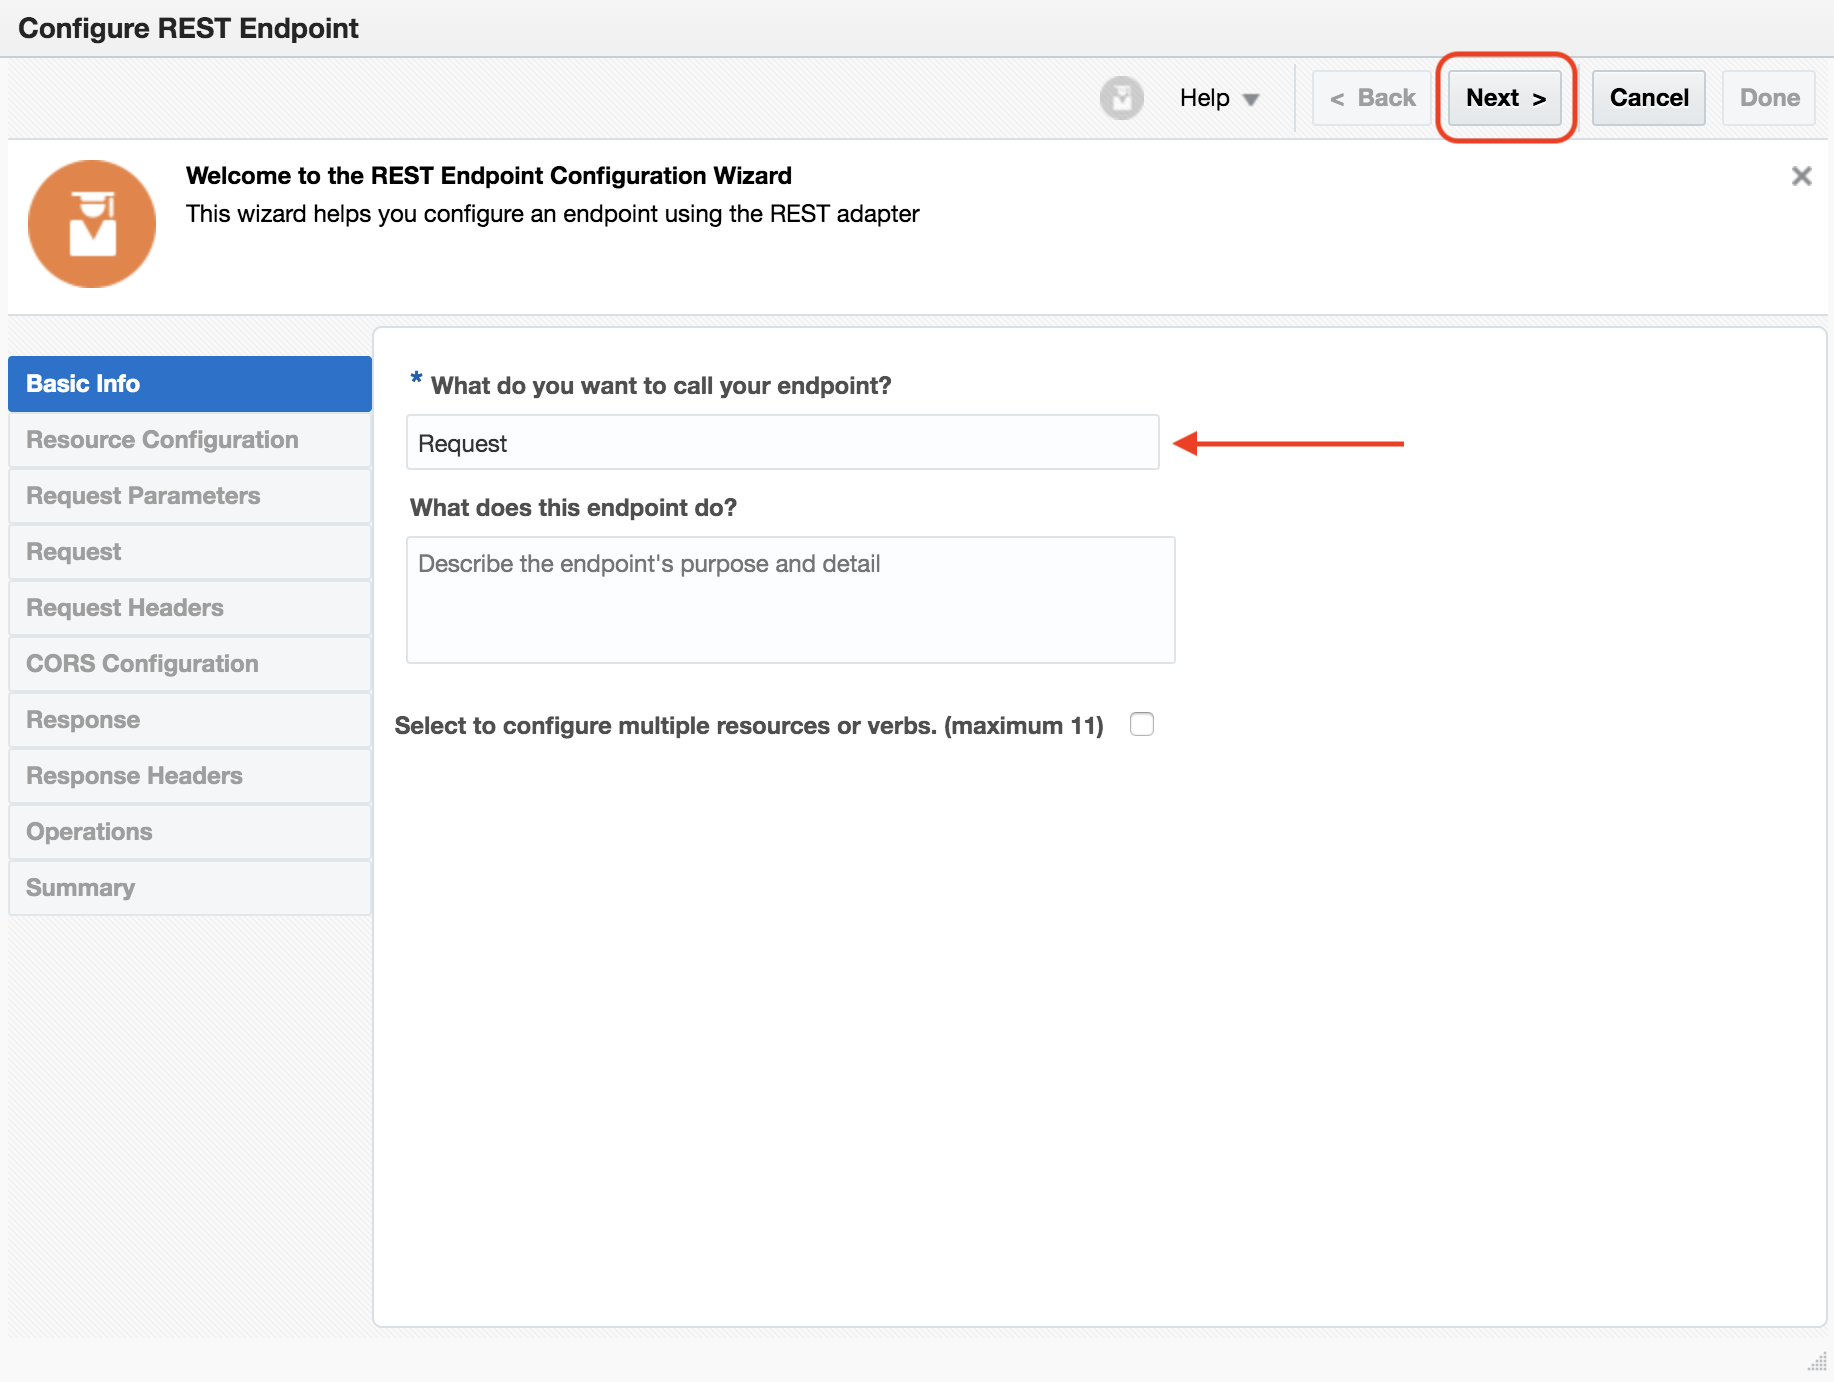 Configure REST Endpoint
Help
< Back
Next >
Cancel
Done
Welcome to the REST Endpoint Configuration Wizard
This wizard helps you configure an endpoint using the REST adapter
Basic Info
Resource Configuration
Request Parameters
Request
Request Headers
CORS Configuration
Response
Response Headers
Operations
Summary
* What do you want to call your endpoint?
Request
What does this endpoint do?
Describe the endpoint's purpose and detail
Select to configure multiple resources or verbs. (maximum 11)